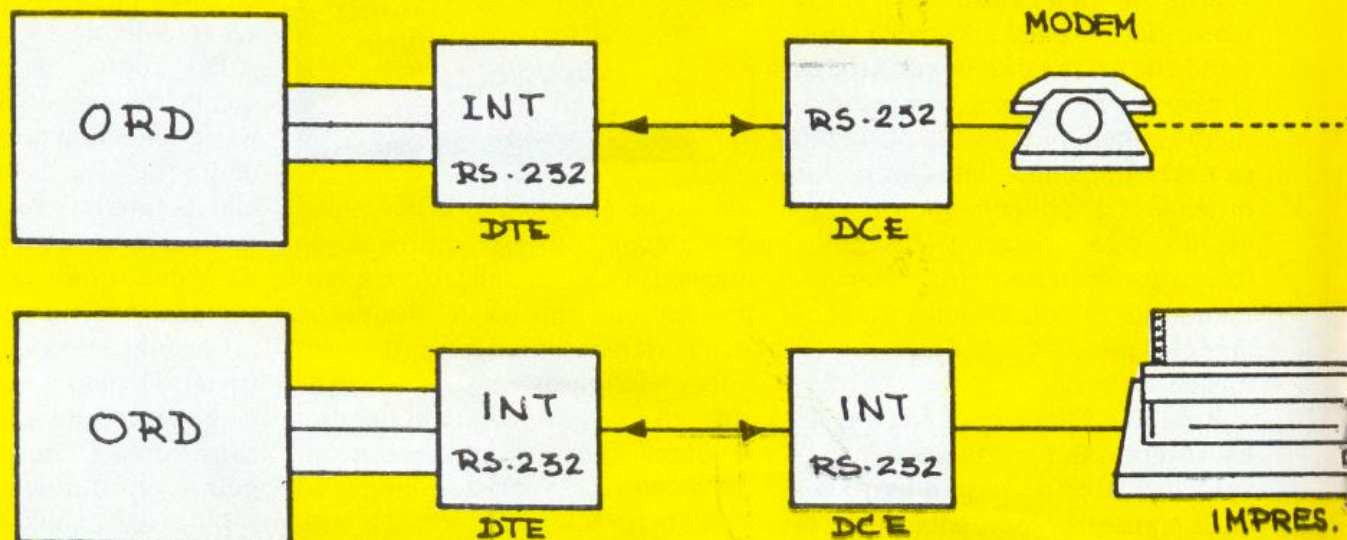 MODEM
ORD
INT
RS-232
DTE
RS-232
DCE
ORD
INT
RS-232
DTE
INT
RS-232
DCE
IMPRES.